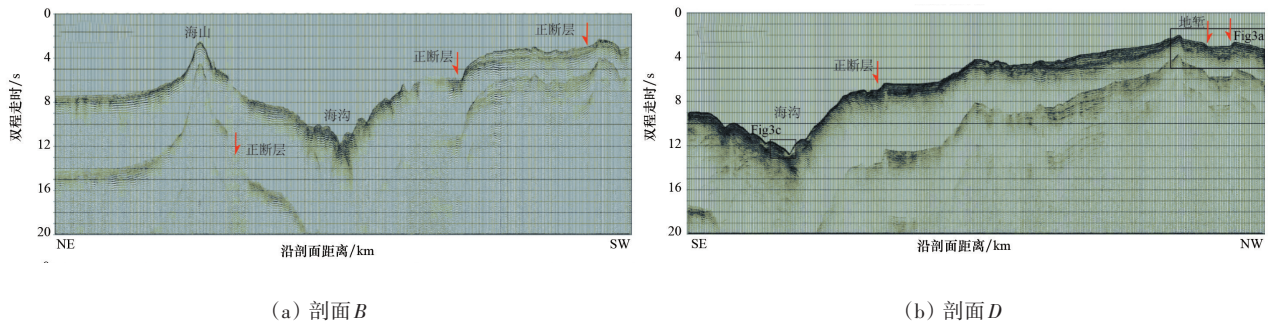 0
4
8
12
16
20
双程走时/s
海山
正断层
正断层
海沟
正断层
NE
沿剖面距离/km
SW
(a) 剖面B
0
4
8
12
16
20
双程走时/s
地堑
Fig3a
正断层
海沟
Fig3c
SE
沿剖面距离/km
NW
(b) 剖面D